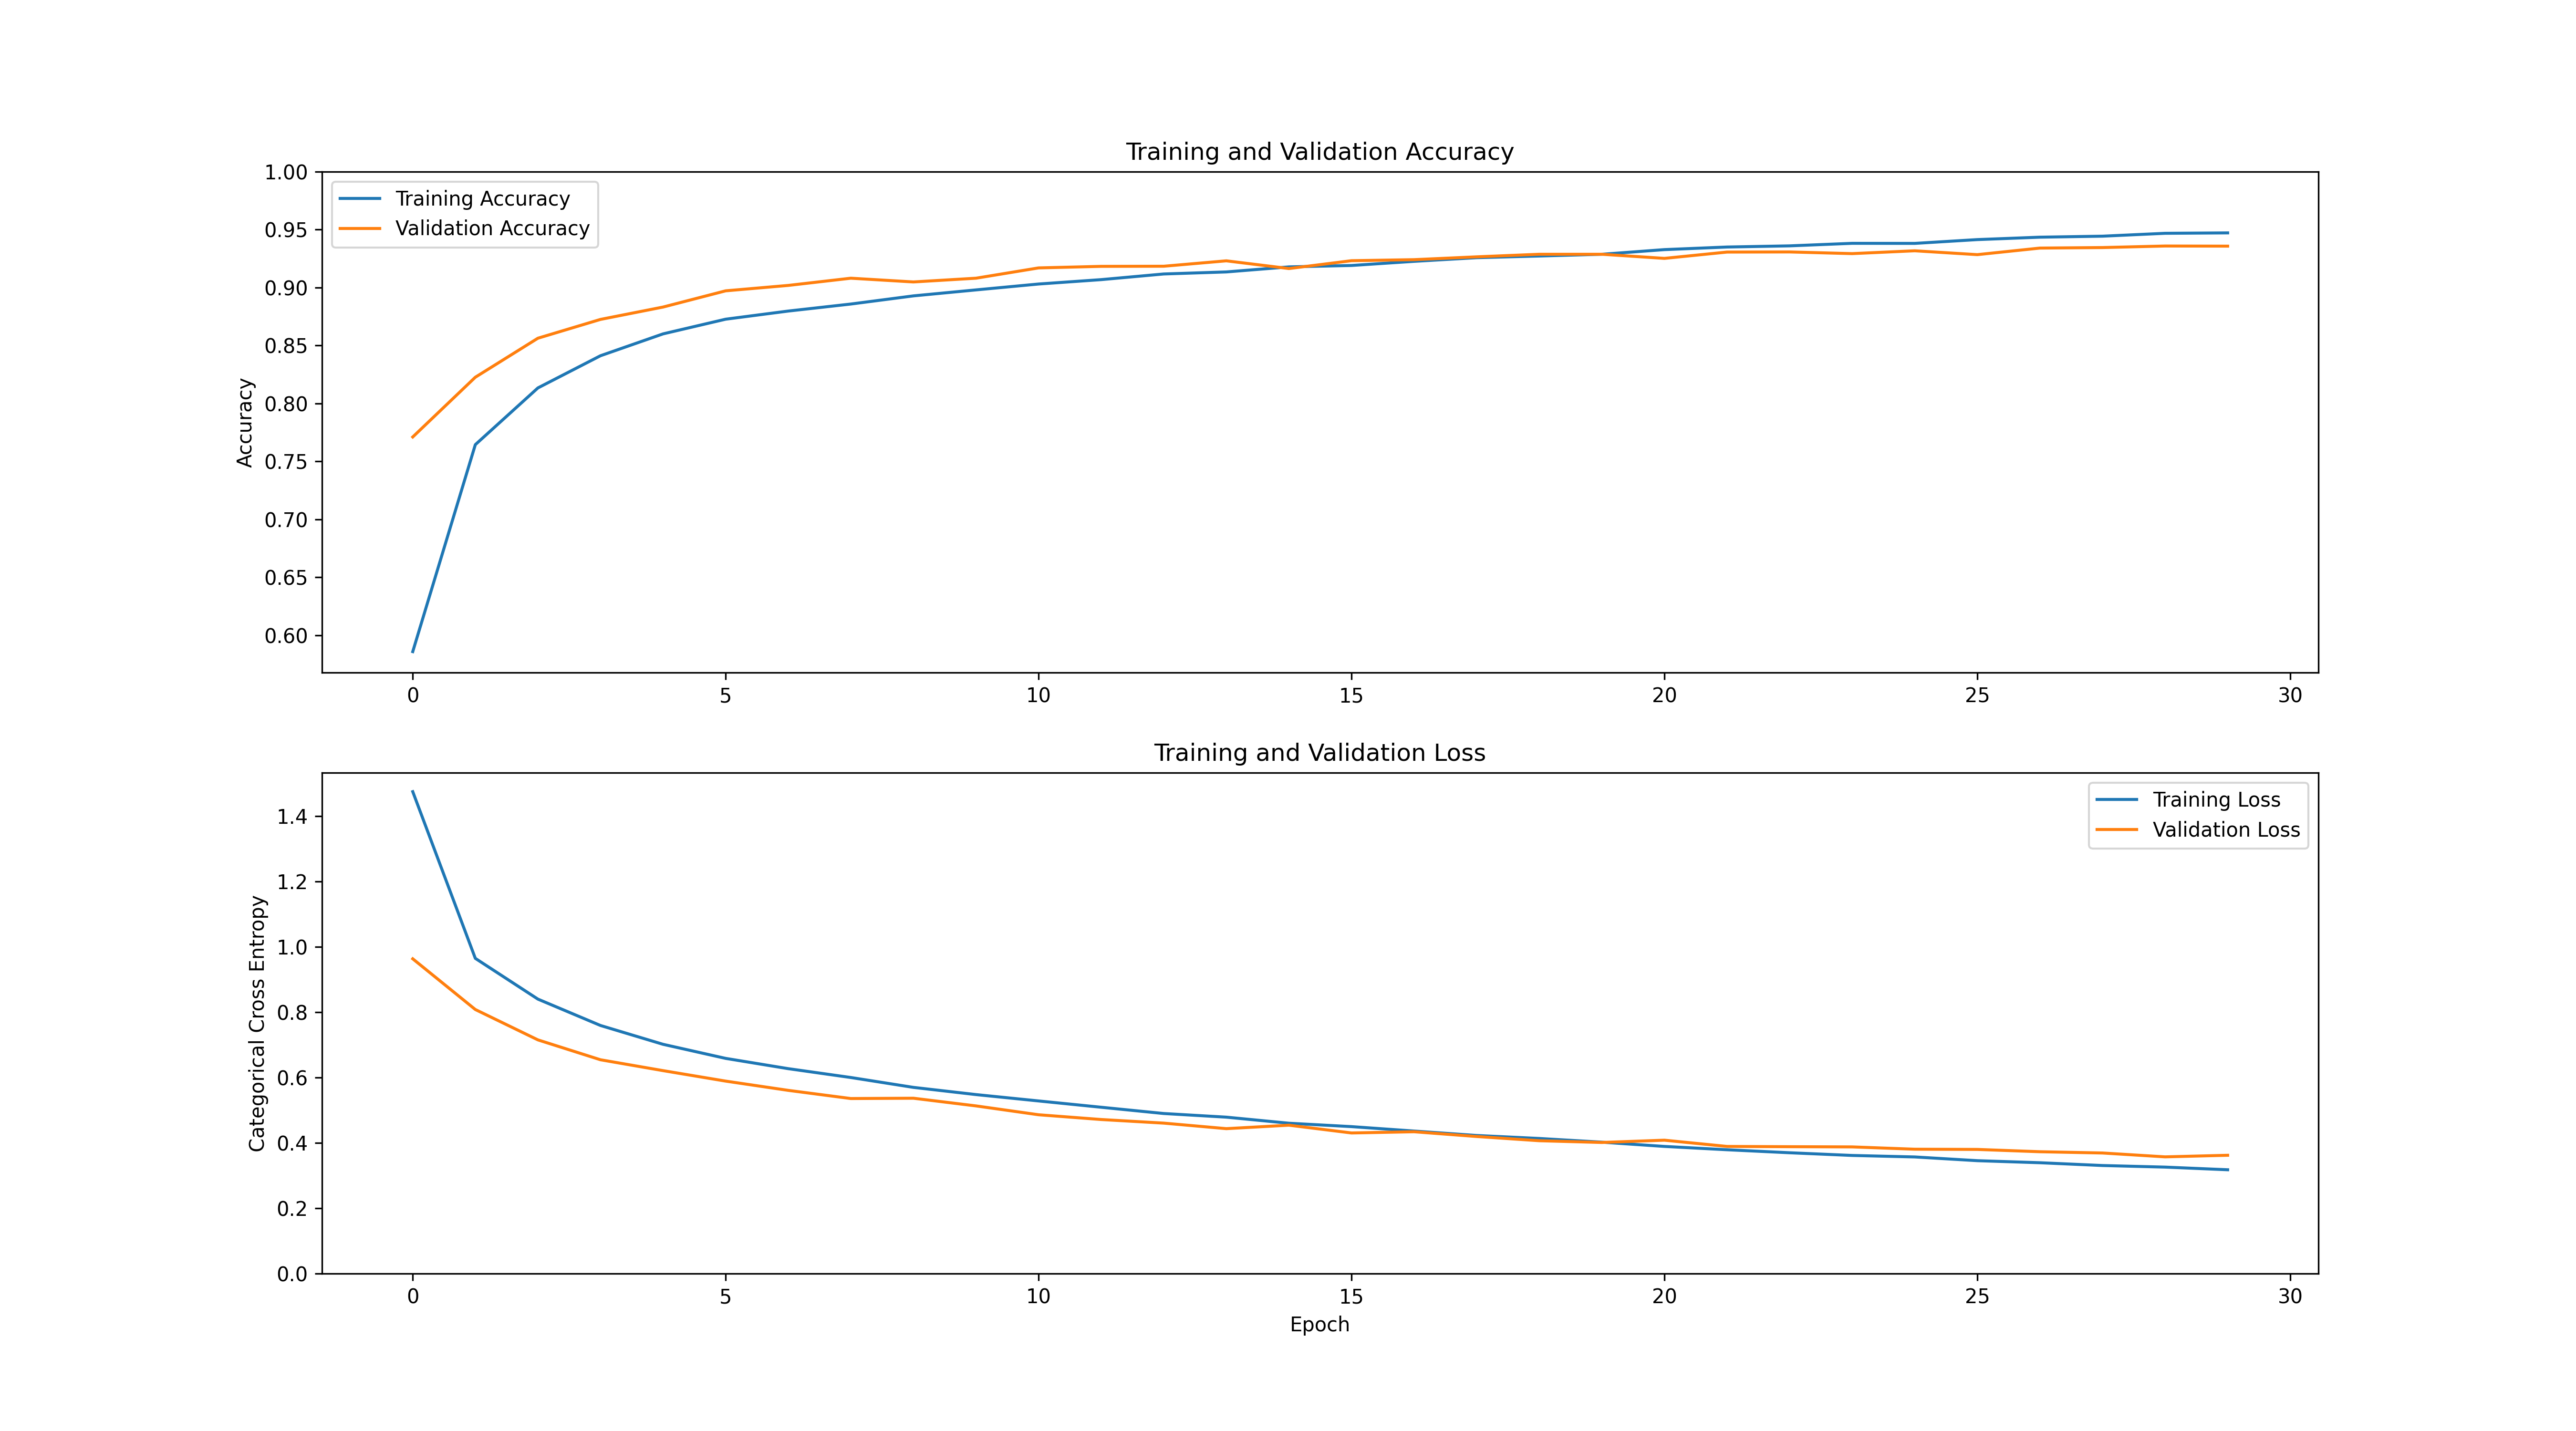 Training and Validation Accuracy
1.00
0.95
0.90
0.85
0.80
0.75
0.70
0.65
0.60
Accuracy
Training Accuracy
Validation Accuracy
0 5 10 15 20 25 30
Training and Validation Loss
1.4
1.2
1.0
0.8
0.6
0.4
0.2
0.0
Categorical Cross Entropy
Training Loss
Validation Loss
0 5 10 15 20 25 30
Epoch